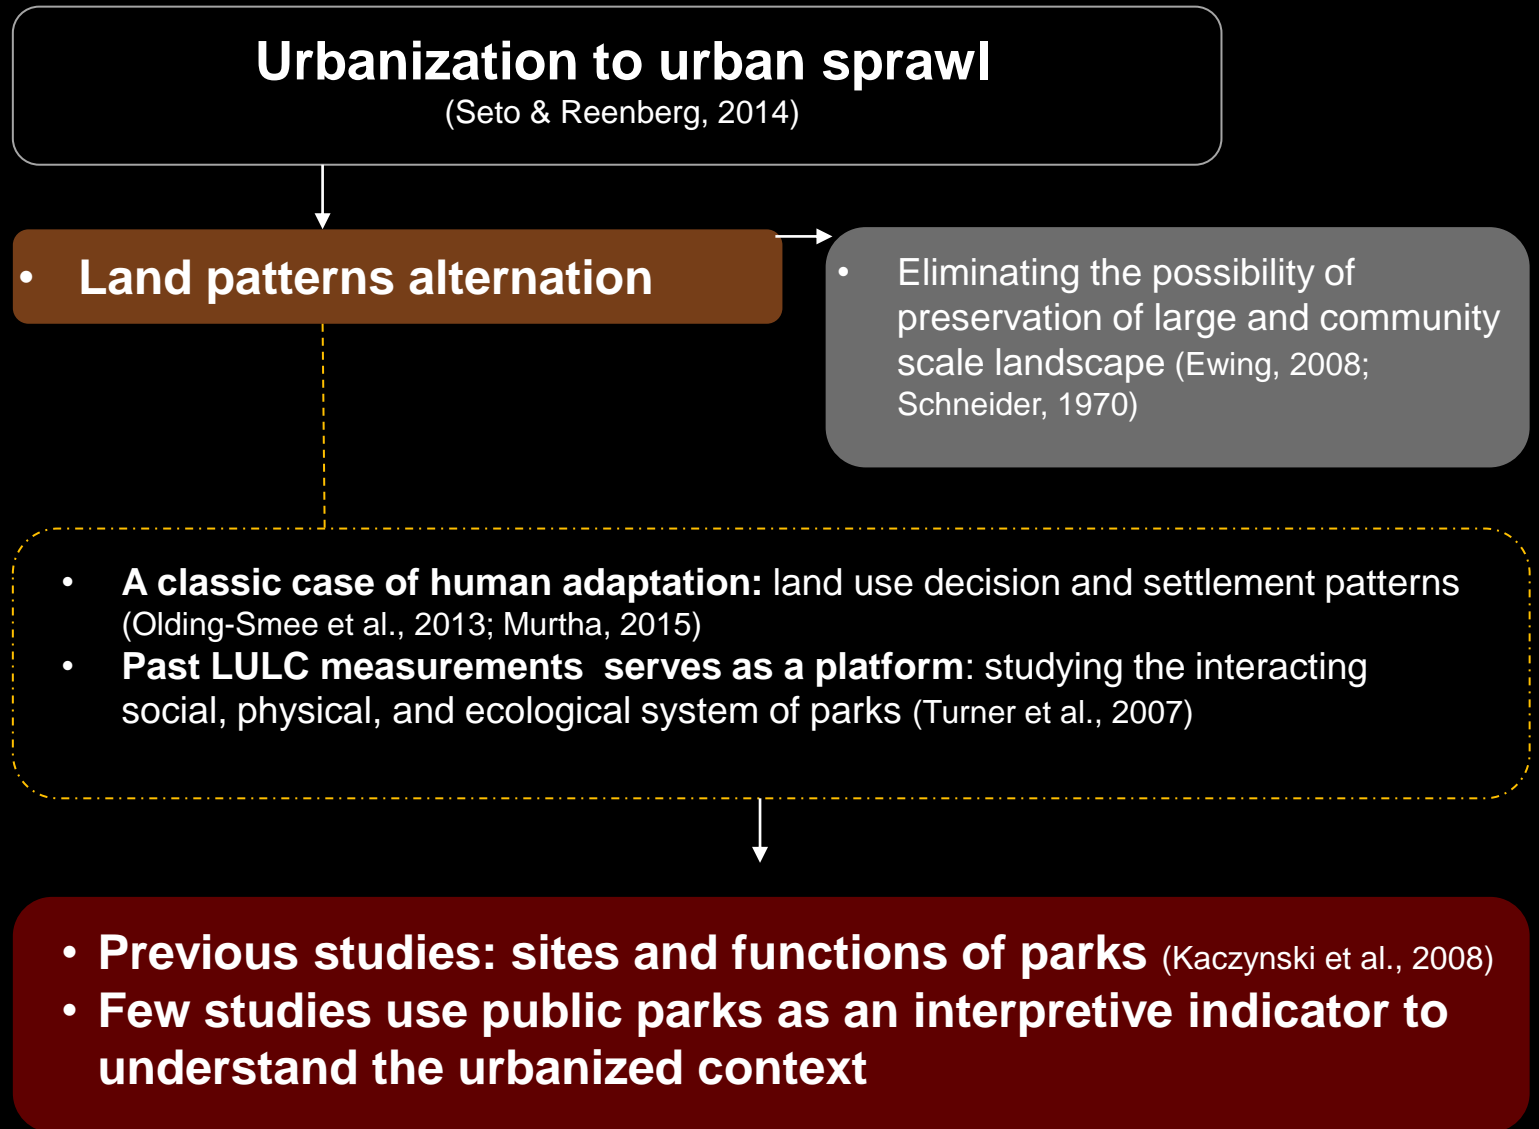 Urbanization to urban sprawl
(Seto & Reenberg, 2014)
• Land patterns alternation
• Eliminating the possibility of
preservation of large and community
scale landscape (Ewing, 2008;
Schneider, 1970)
• A classic case of human adaptation: land use decision and settlement patterns
(Olding-Smee et al., 2013; Murtha, 2015)
• Past LULC measurements  serves as a platform: studying the interacting
social, physical, and ecological system of parks (Turner et al., 2007)
• Previous studies: sites and functions of parks (Kaczynski et al., 2008)
• Few studies use public parks as an interpretive indicator to
understand the urbanized context